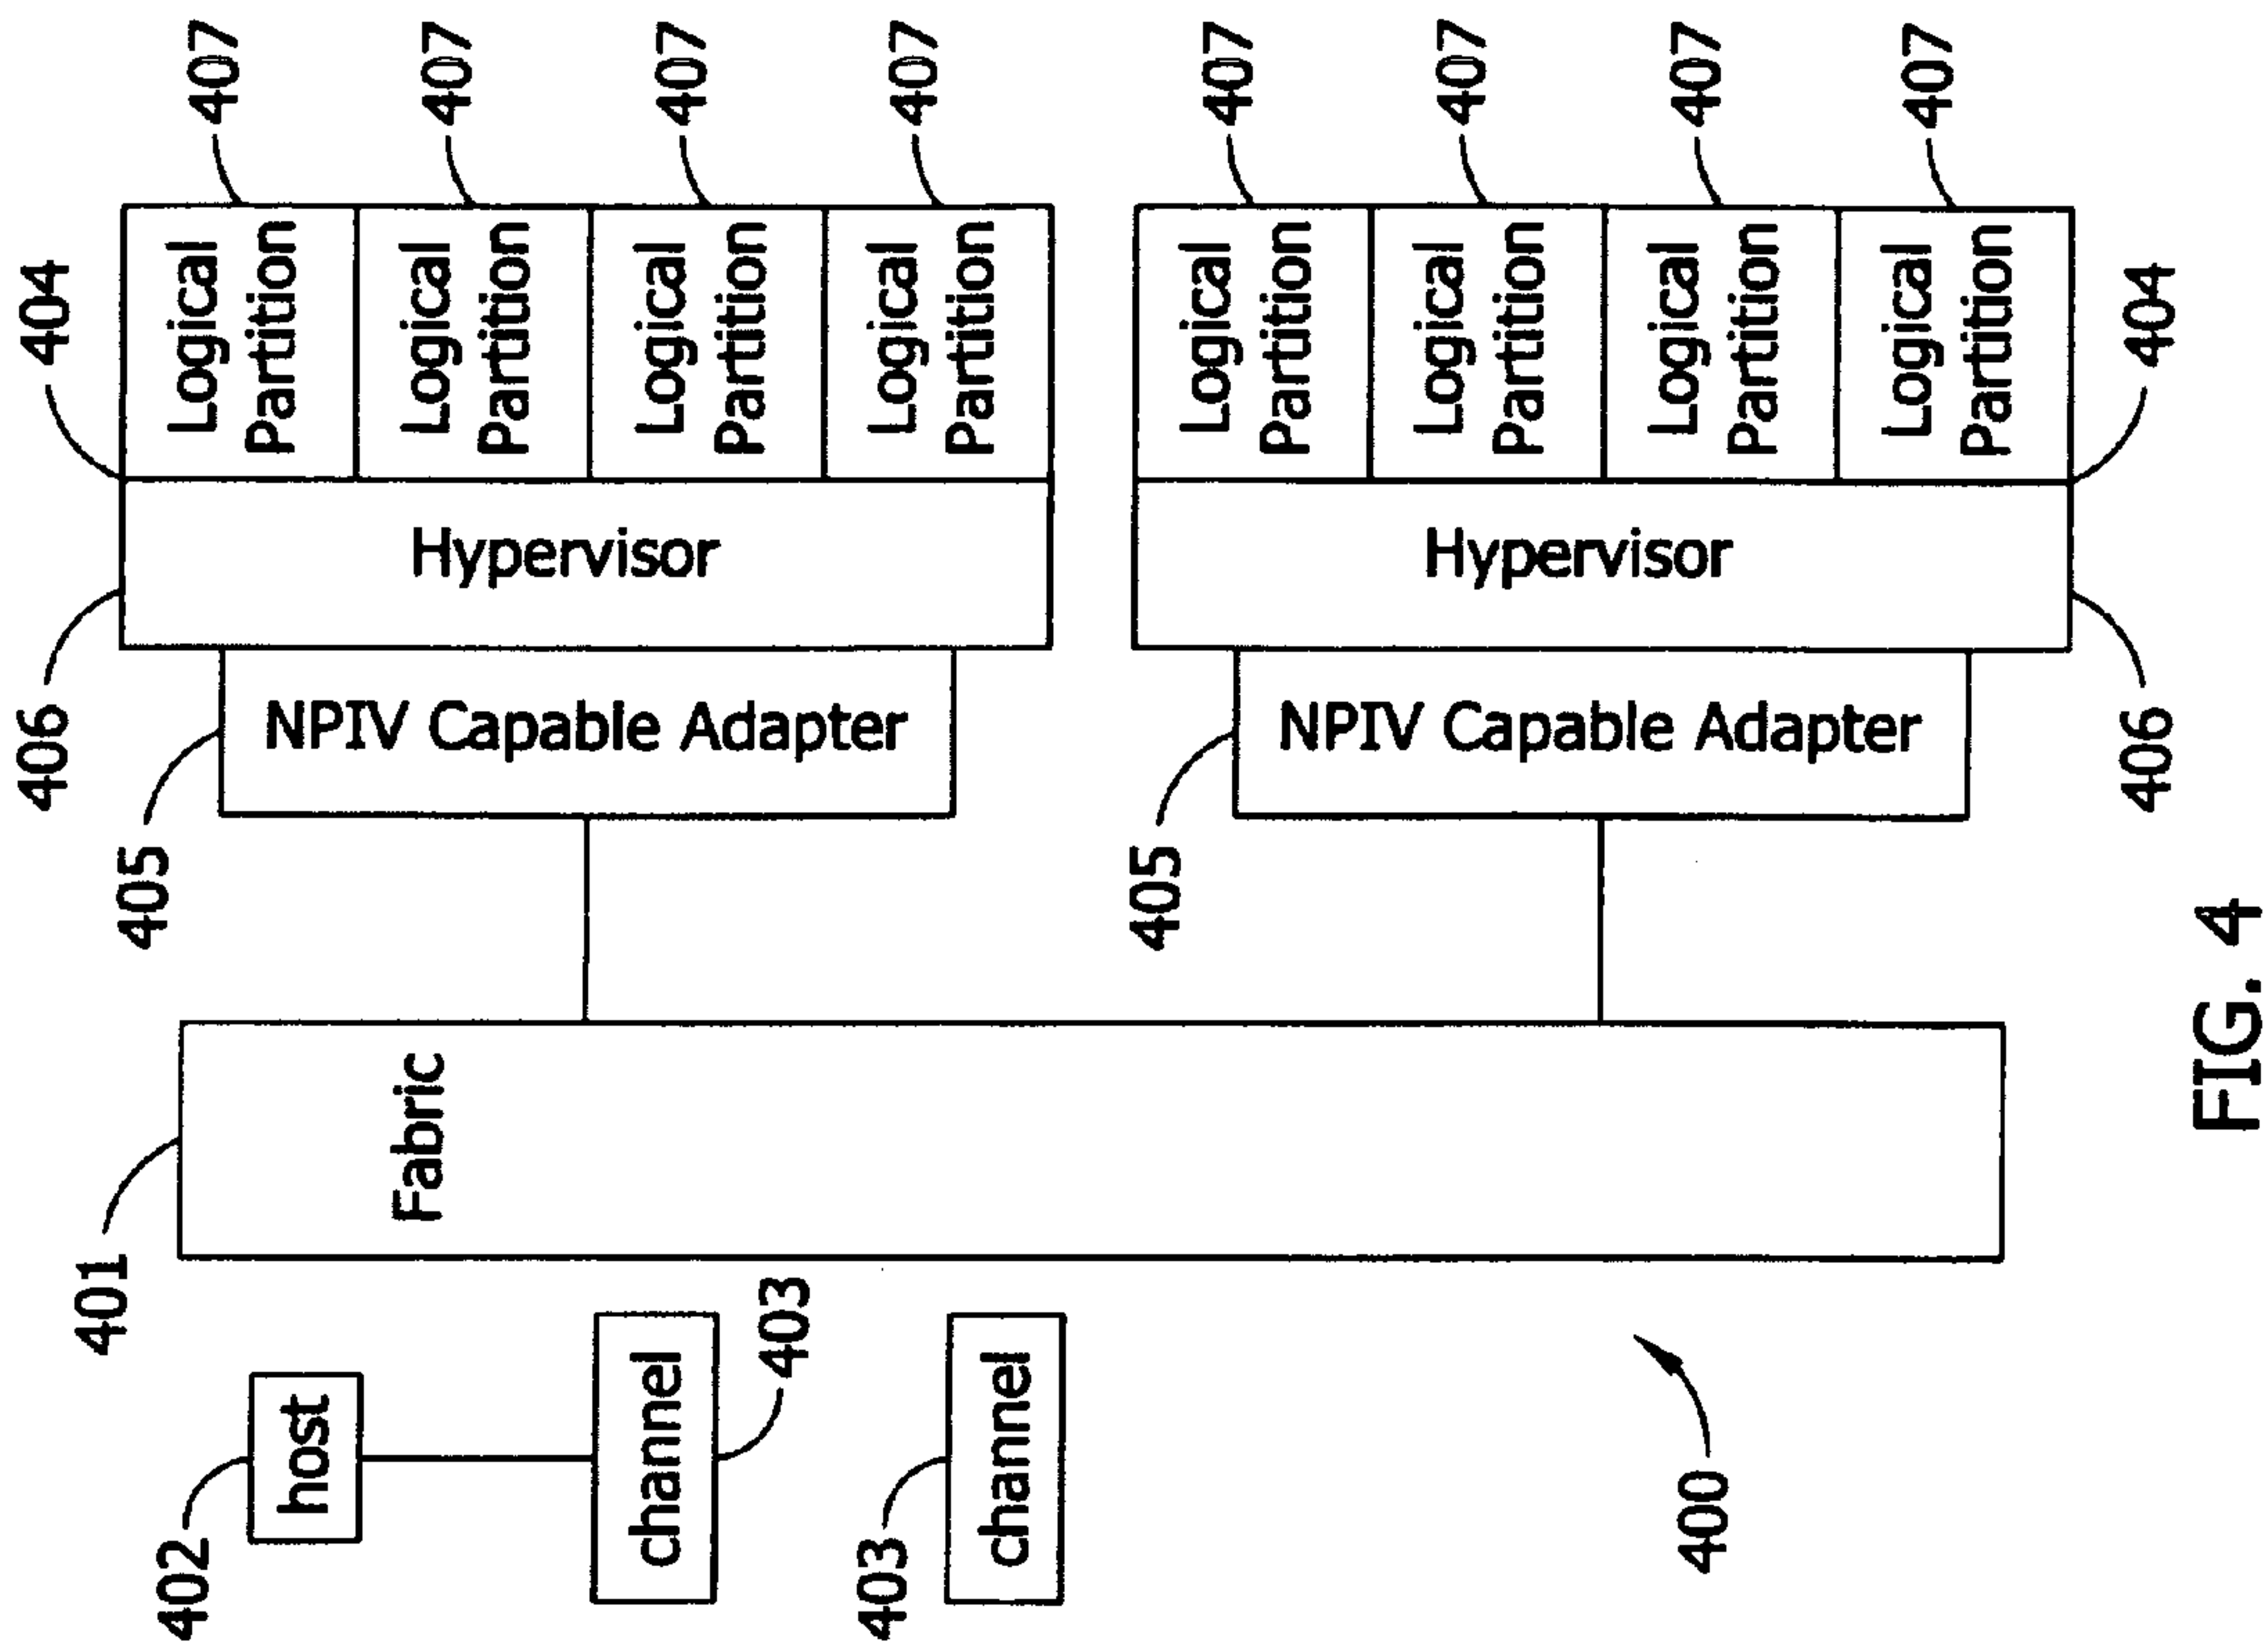 407
407
407
407
407
407
407
407
404
Logical
Partition
Logical
Partition
Logical
Partition
Logical
Partition
Logical
Partition
Logical
Partition
Logical
Partition
Logical
Partition
404
Hypervisor
Hypervisor
406
NPIV Capable Adapter
NPIV Capable Adapter
406
405
405
401
Fabric
402
host
channel
403
403
channel
400
FIG. 4